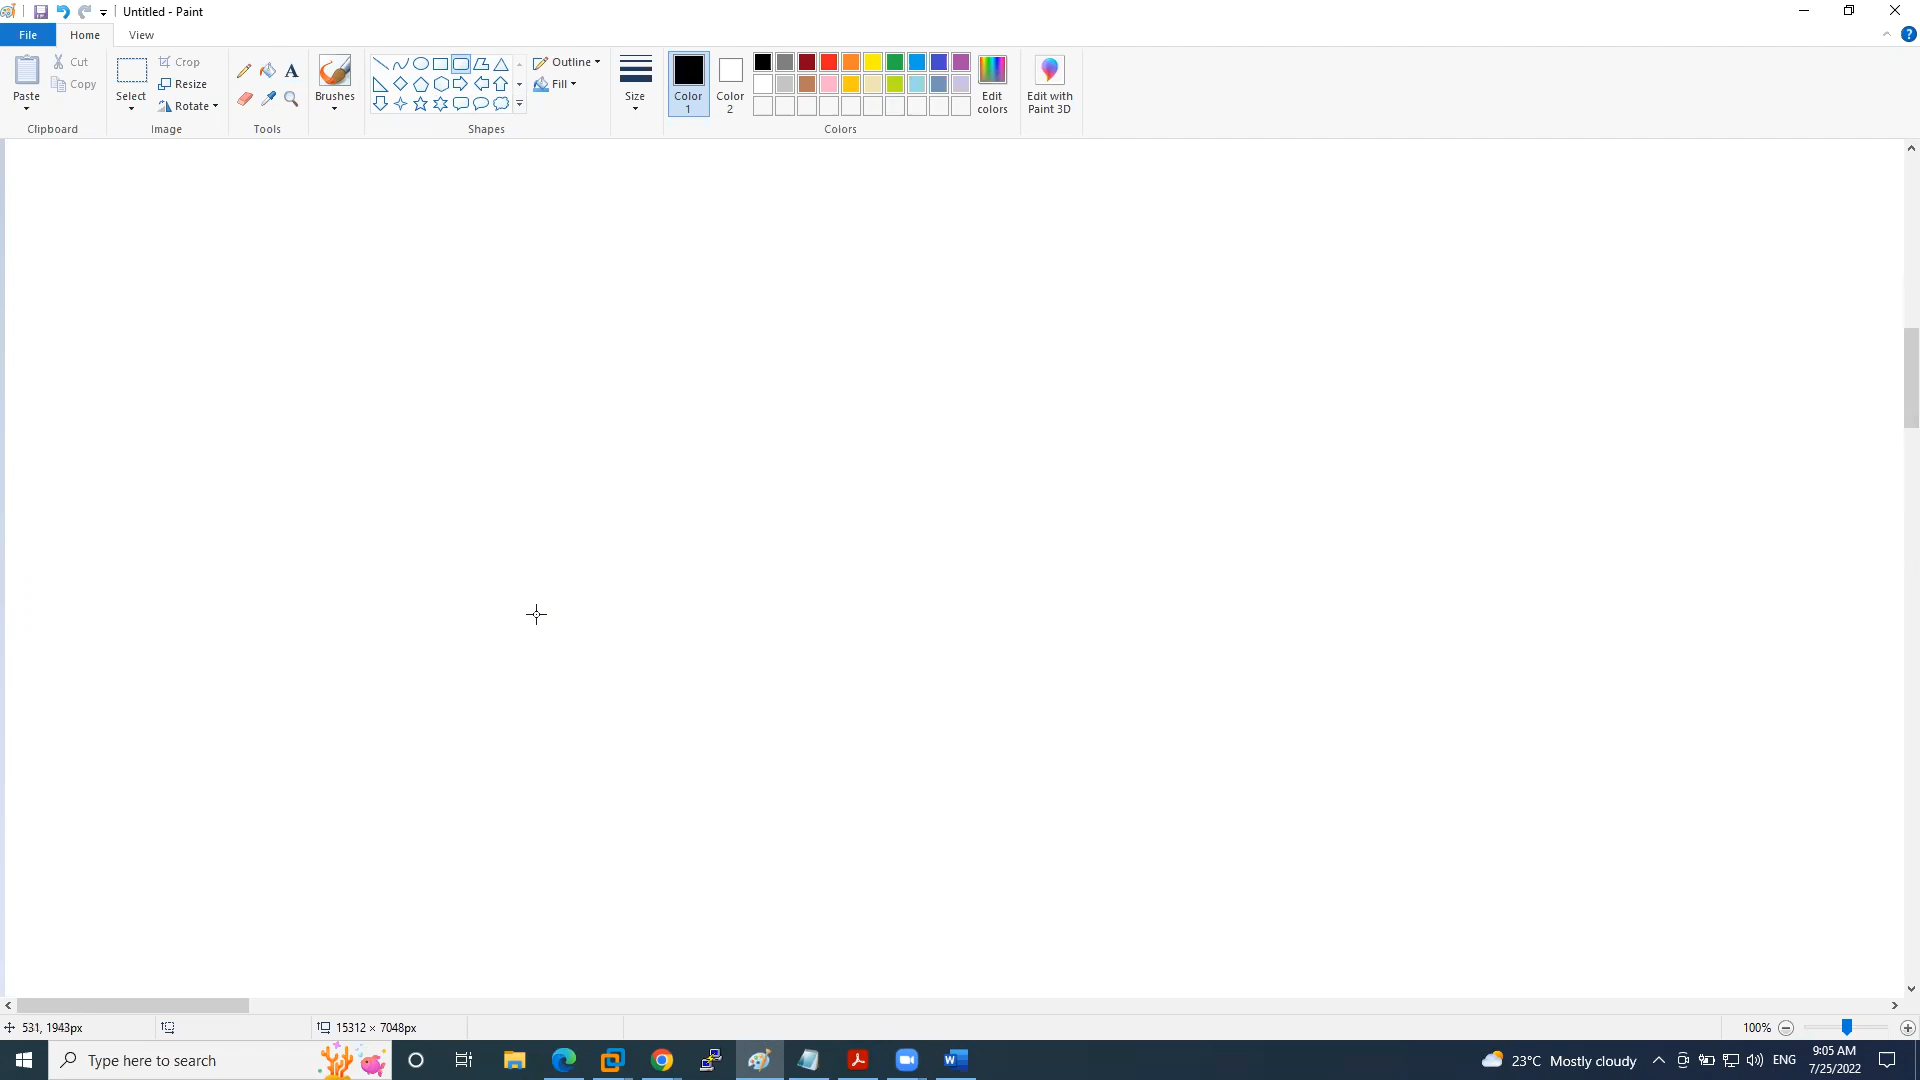 Untitled - Paint
File
Home
View
Paste
Cut
Copy
Clipboard
Select
Crop
Resize
Rotate
Image
Tools
Brushes
Shapes
Outline
Fill
Size
Color
1
Color
2
Colors
Edit
colors
Edit with
Paint 3D
531, 1943px
15312 × 7048px
100%
Type here to search
23°C Mostly cloudy
ENG
9:05 AM
7/25/2022